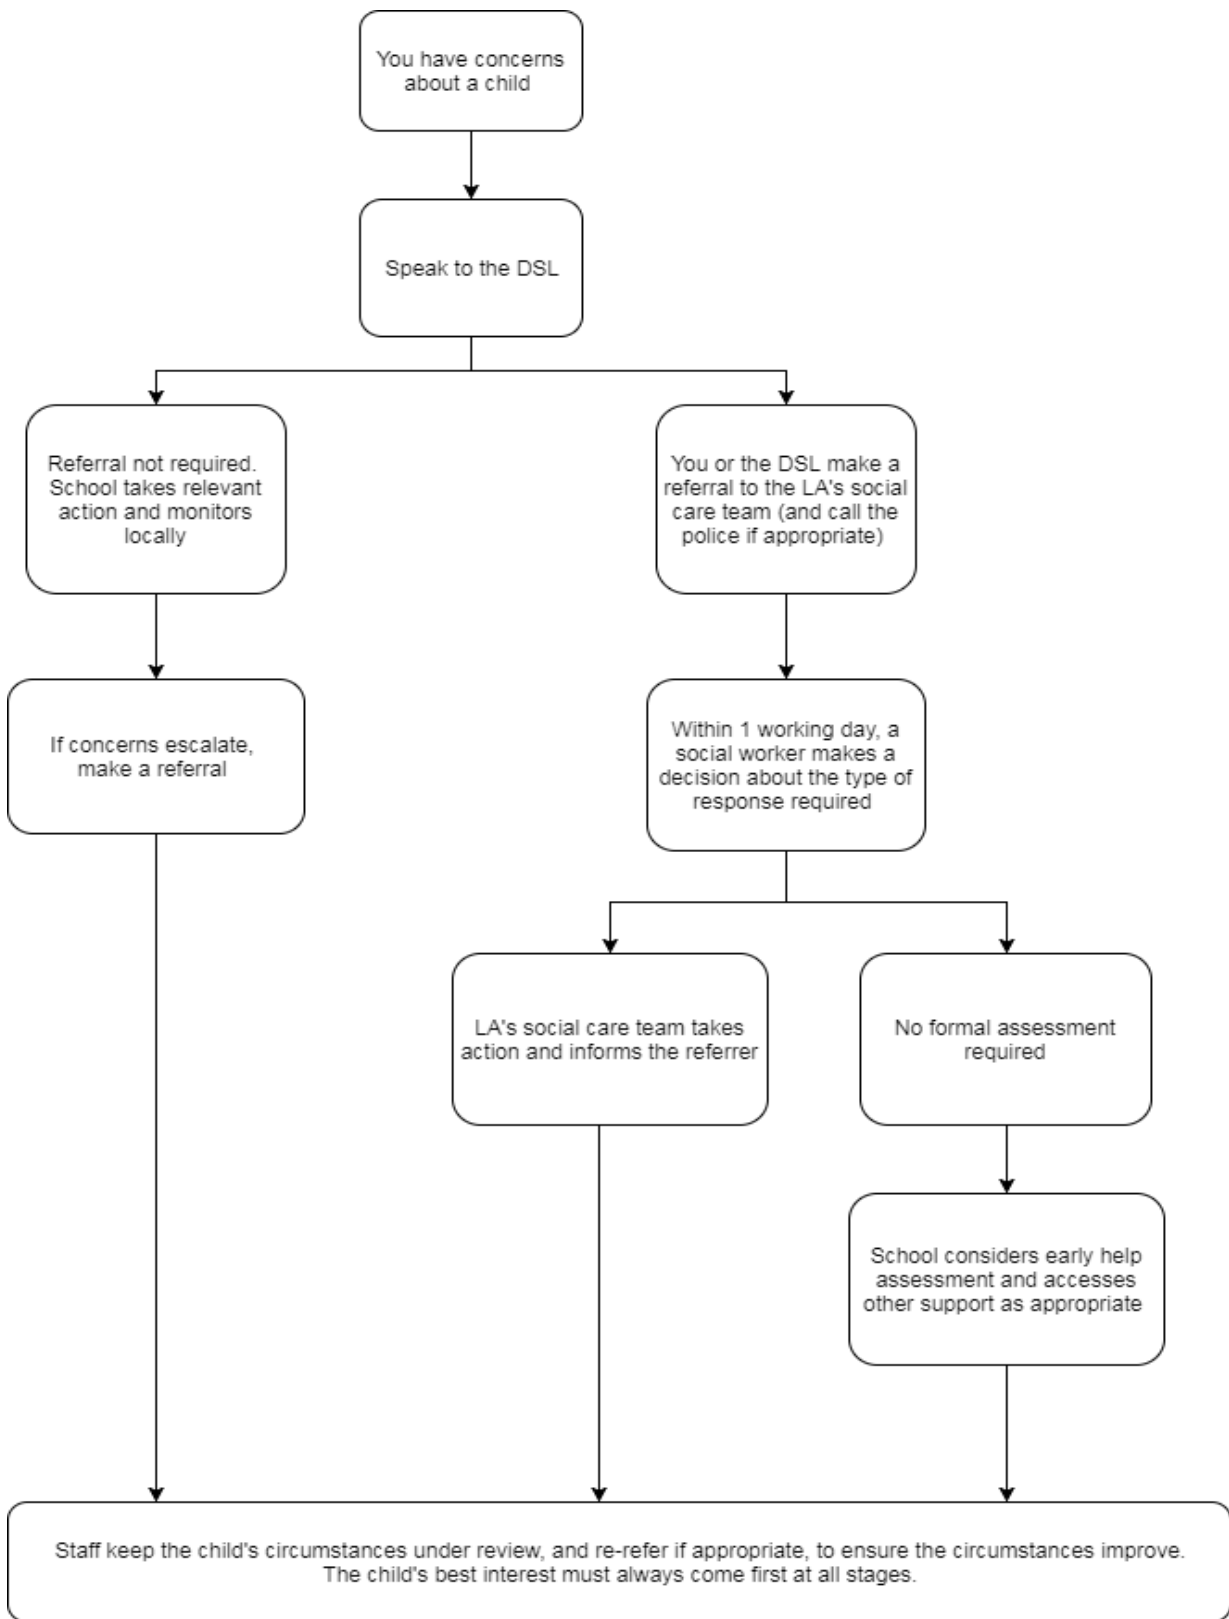 You have concerns
about a child
Speak to the DSL
Referral not required.
School takes relevant
action and monitors
locally
You or the DSL make a
referral to the LA's social
care team (and call the
police if appropriate)
If concerns escalate,
make a referral
Within 1 working day, a
social worker makes a
decision about the type of
response required
LA's social care team takes
action and informs the referrer
No formal assessment
required
School considers early help
assessment and accesses
other support as appropriate
Staff keep the child's circumstances under review, and re-refer if appropriate, to ensure the circumstances improve.
The child's best interest must always come first at all stages.